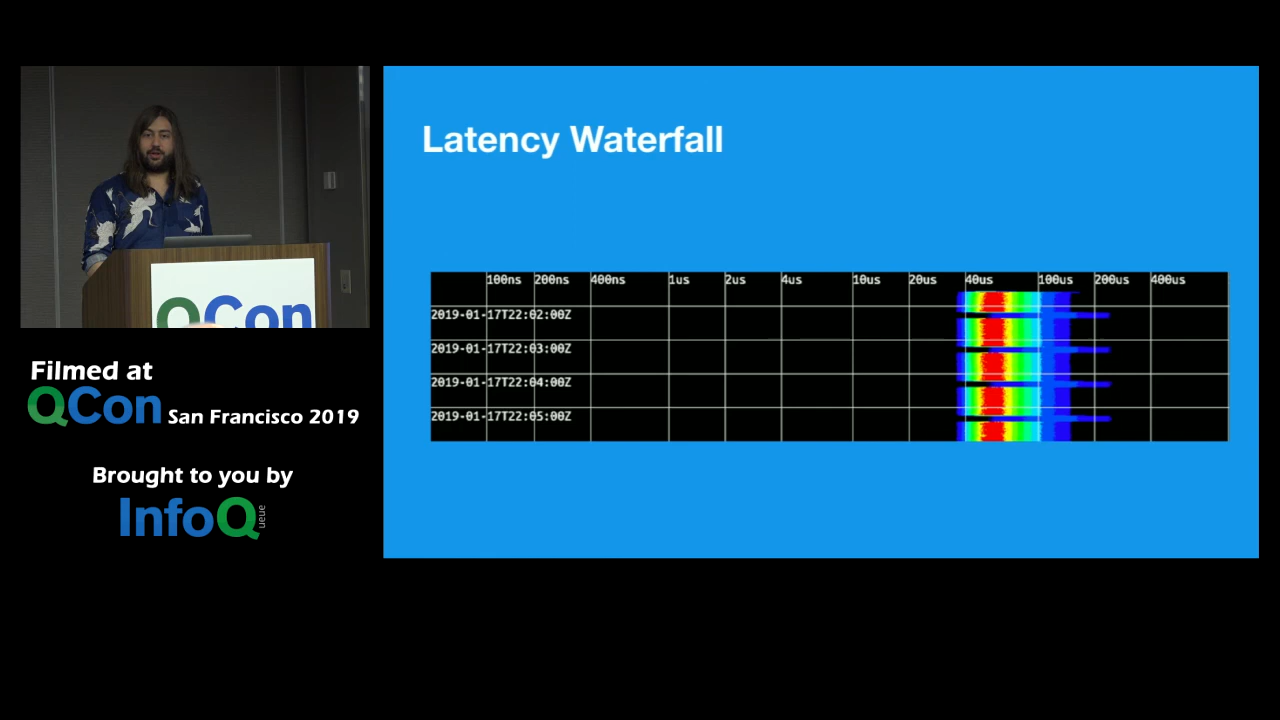 QCon
Filmed at
QCon San Francisco 2019
Brought to you by
InfoQ
ueue
Latency Waterfall
100ns 200ns 400ns 1us 2us 4us 10us 20us 40us 100us 200us 400us
2019-01-17T22:02:00Z
2019-01-17T22:03:00Z
2019-01-17T22:04:00Z
2019-01-17T22:05:00Z